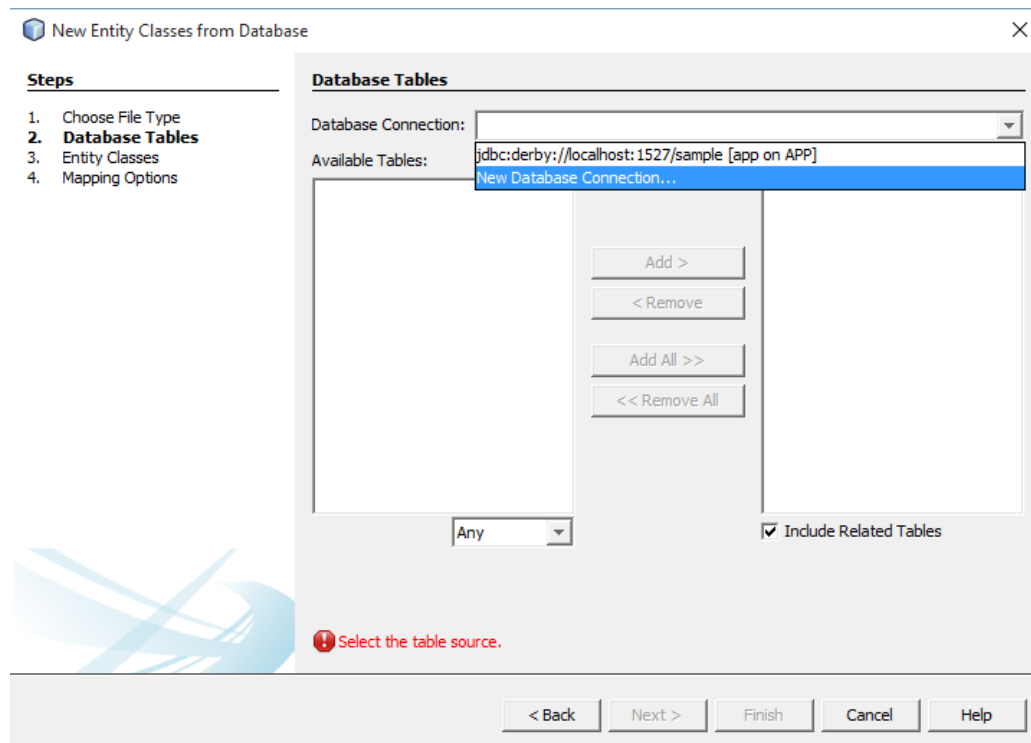 New Entity Classes from Database
Steps
1. Choose File Type
2. Database Tables
3. Entity Classes
4. Mapping Options
Database Tables
Database Connection:
jdbc:derby://localhost:1527/sample [app on APP]
New Database Connection...
Available Tables:
Add >
< Remove
Add All >>
<< Remove All
Any
Include Related Tables
Select the table source.
< Back Next > Finish Cancel Help